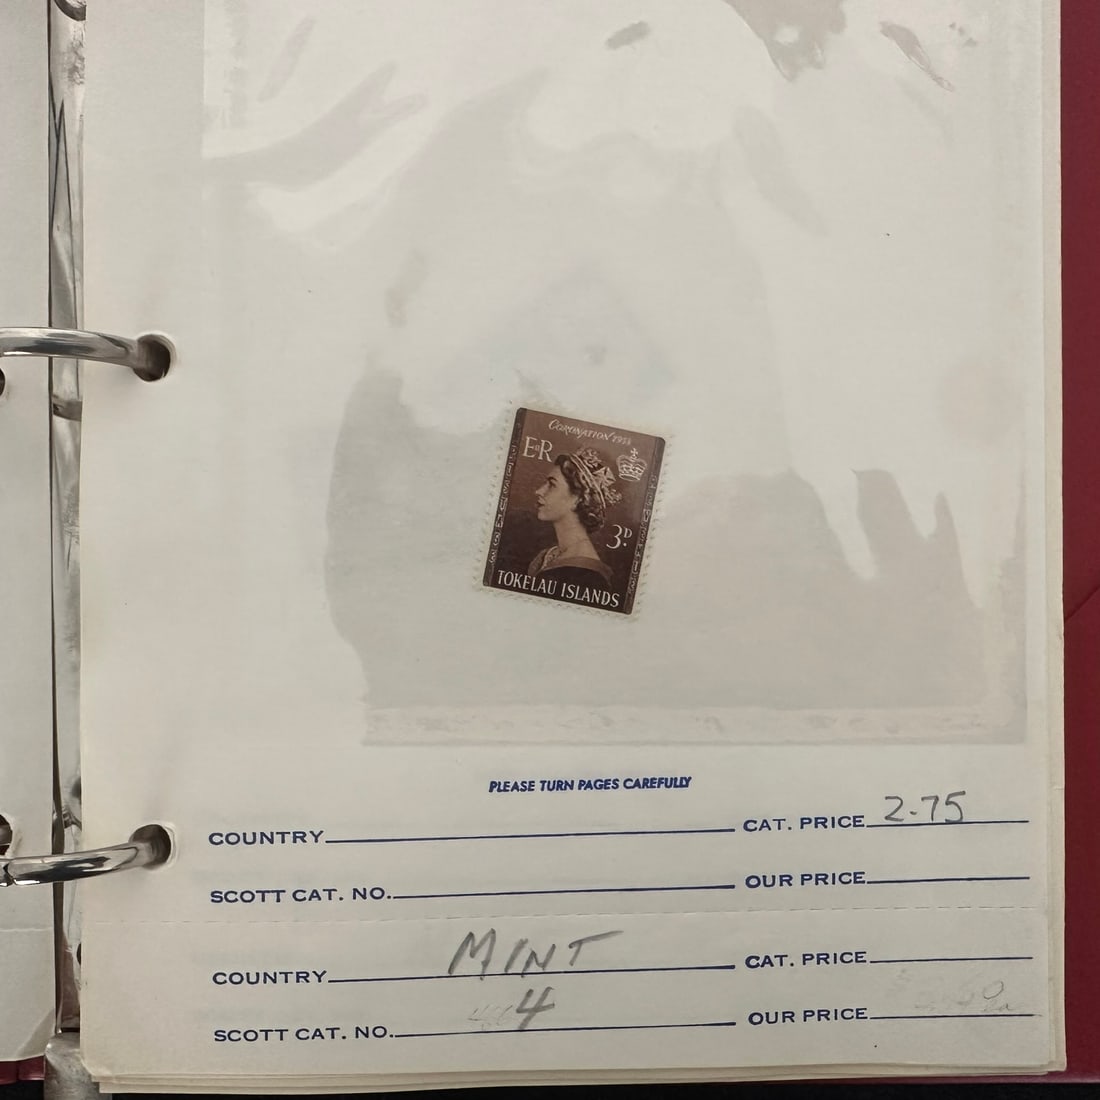 CORONATION 1953
EIIR
3D.
TOKELAU ISLANDS
PLEASE TURN PAGES CAREFULLY
COUNTRY CAT. PRICE 2.75
SCOTT CAT. NO. OUR PRICE
COUNTRY MINT CAT. PRICE
SCOTT CAT. NO. 4 OUR PRICE